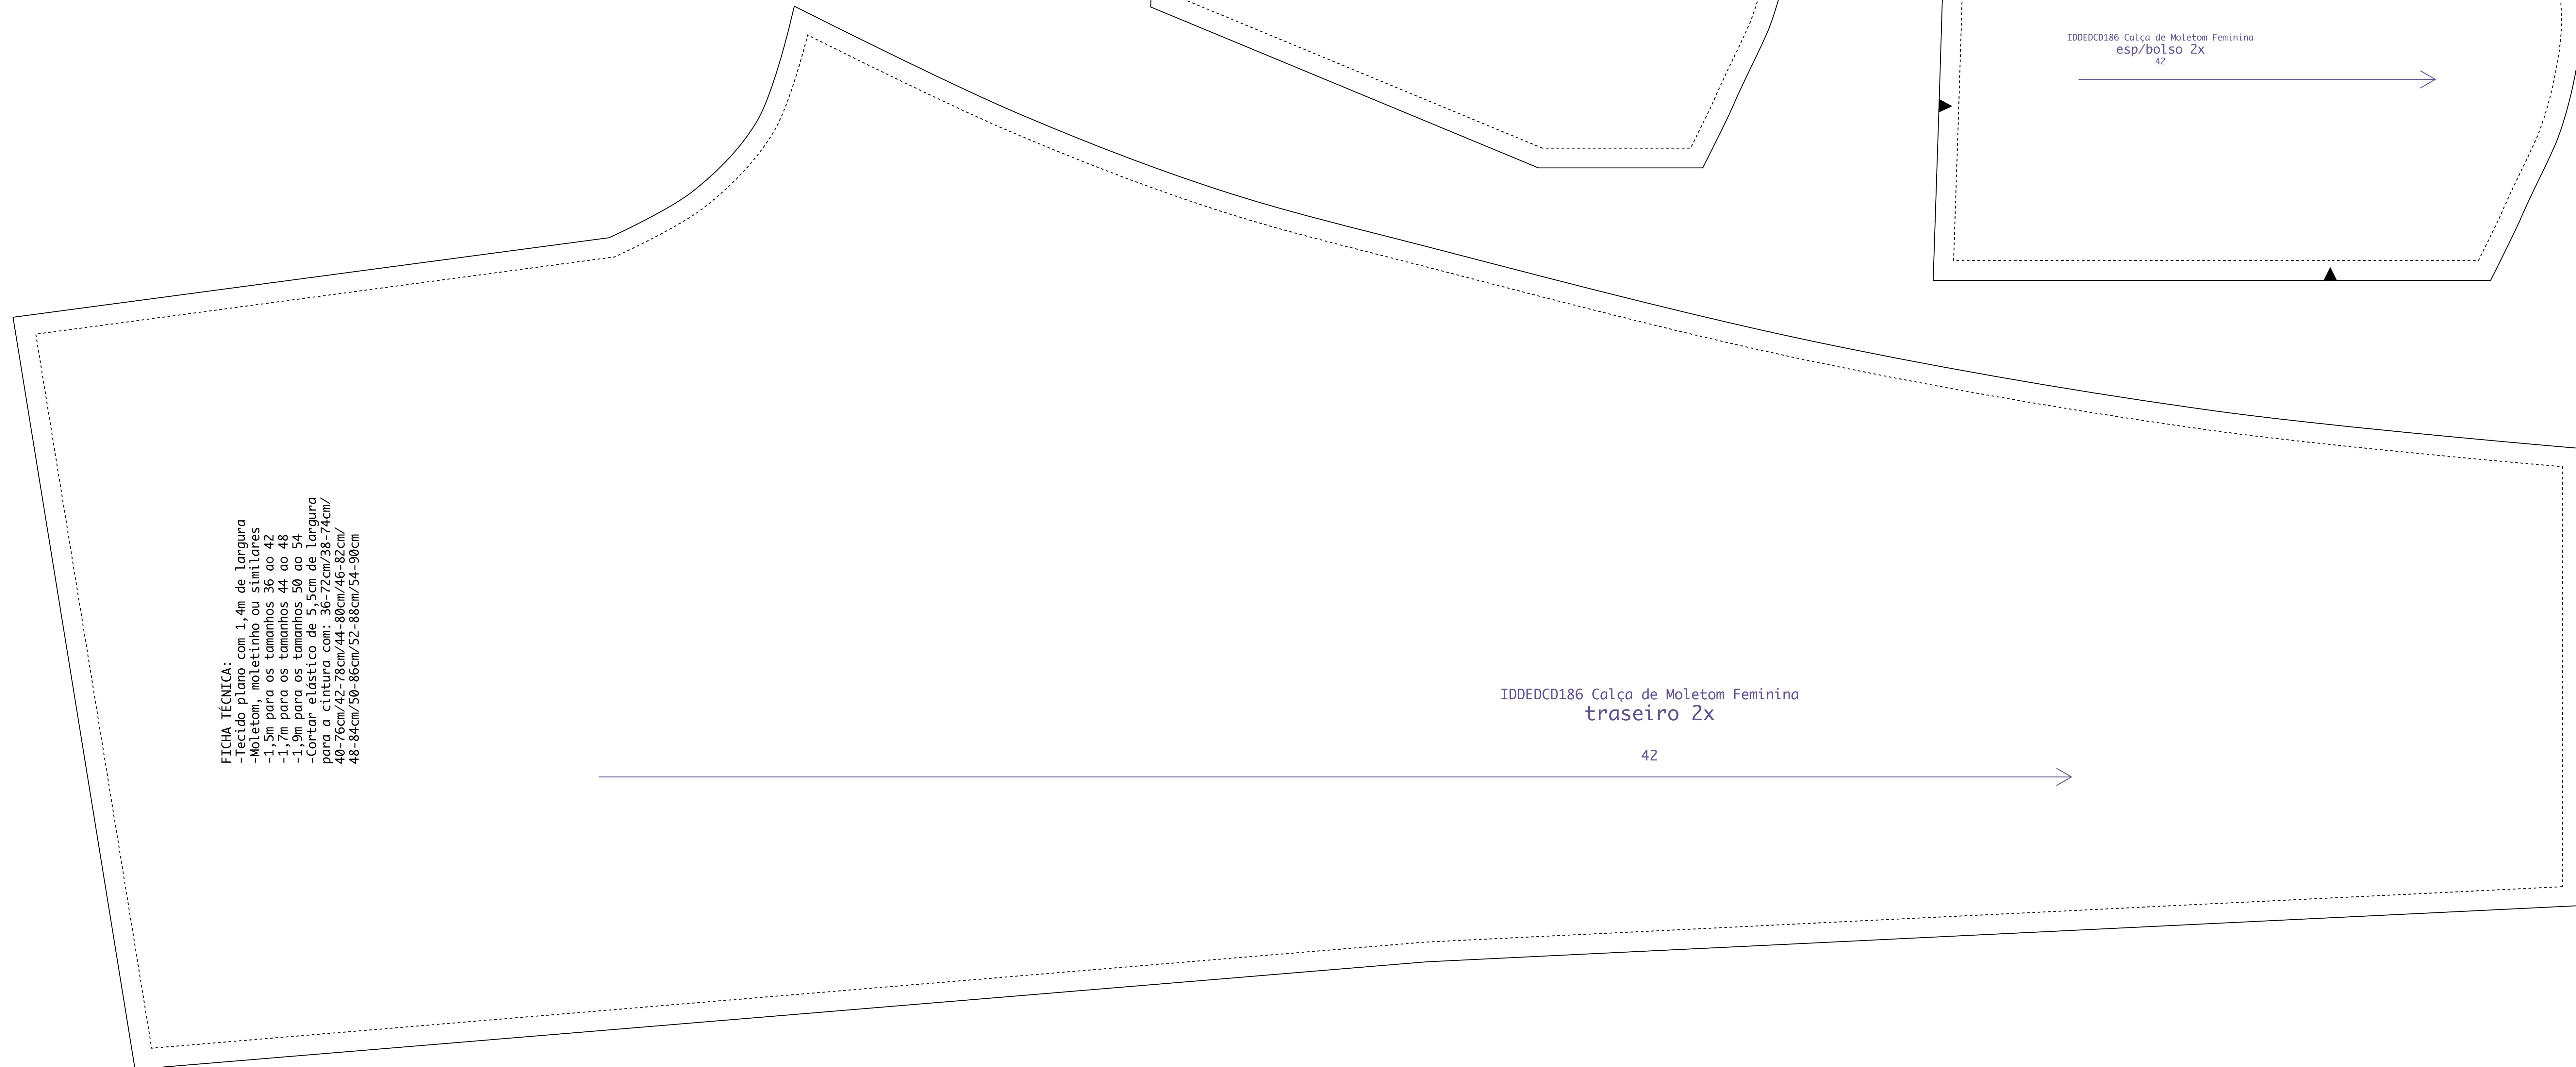 IDDEDCD186 Calça de Moletom Feminina
esp/bolso 2x
42
FICHA TÉCNICA:
-Tecido plano com 1,4m de largura
-Moletom, moletinho ou similares
-1,5m para os tamanhos 36 ao 42
-1,7m para os tamanhos 44 ao 48
-1,9m para os tamanhos 50 ao 54
-Cortar elástico de 5,5cm de largura
para a cintura com: 36-72cm/38-74cm/
40-76cm/42-78cm/44-80cm/46-82cm/
48-84cm/50-86cm/52-88cm/54-90cm
IDDEDCD186 Calça de Moletom Feminina
traseiro 2x
42